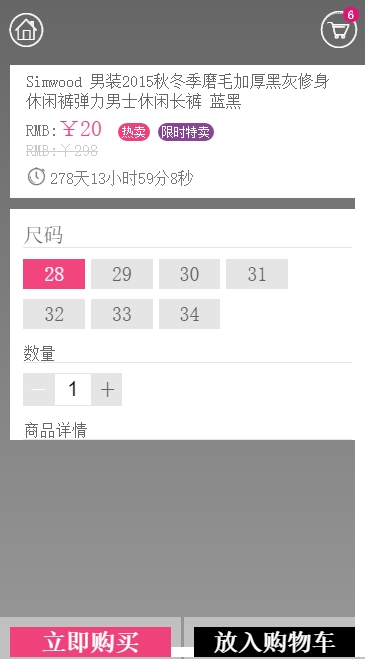 6
Simwood 男装2015秋冬季磨毛加厚黑灰修身
休闲裤弹力男士休闲长裤 蓝黑
RMB:￥20 热卖 限时特卖
RMB:￥298
278天13小时59分8秒
尺码
28 29 30 31
32 33 34
数量
— 1 +
商品详情
立即购买 放入购物车